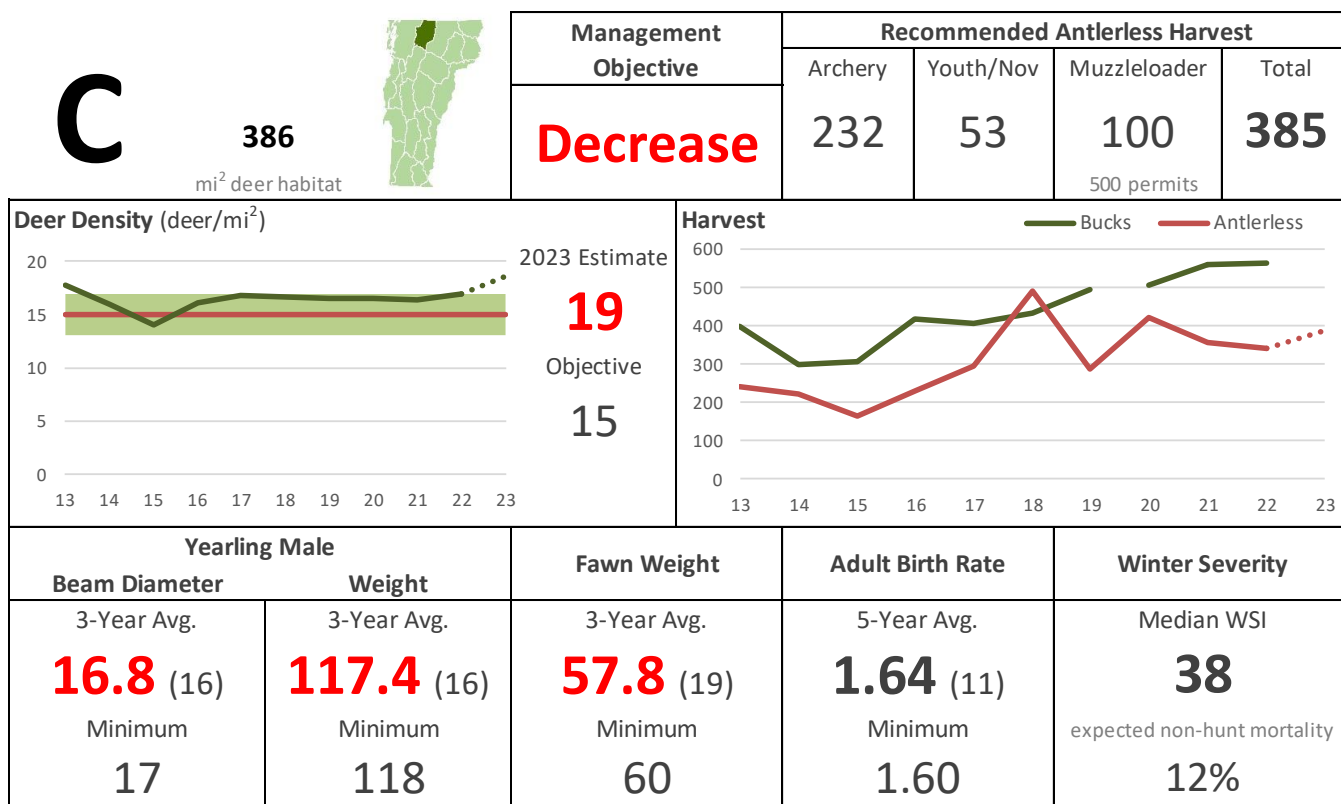 C
386
mi² deer habitat
Management
Objective
Decrease
Recommended Antlerless Harvest
Archery
Youth/Nov
Muzzleloader
Total
232
53
100
385
500 permits
Deer Density (deer/mi²)
20
15
10
5
0
13 14 15 16 17 18 19 20 21 22 23
2023 Estimate
19
Objective
15
Harvest
Bucks
Antlerless
600
500
400
300
200
100
0
13 14 15 16 17 18 19 20 21 22 23
Yearling Male
Beam Diameter
Weight
Fawn Weight
Adult Birth Rate
Winter Severity
3-Year Avg.
3-Year Avg.
3-Year Avg.
5-Year Avg.
Median WSI
16.8 (16)
117.4 (16)
57.8 (19)
1.64 (11)
38
Minimum
Minimum
Minimum
Minimum
expected non-hunt mortality
17
118
60
1.60
12%